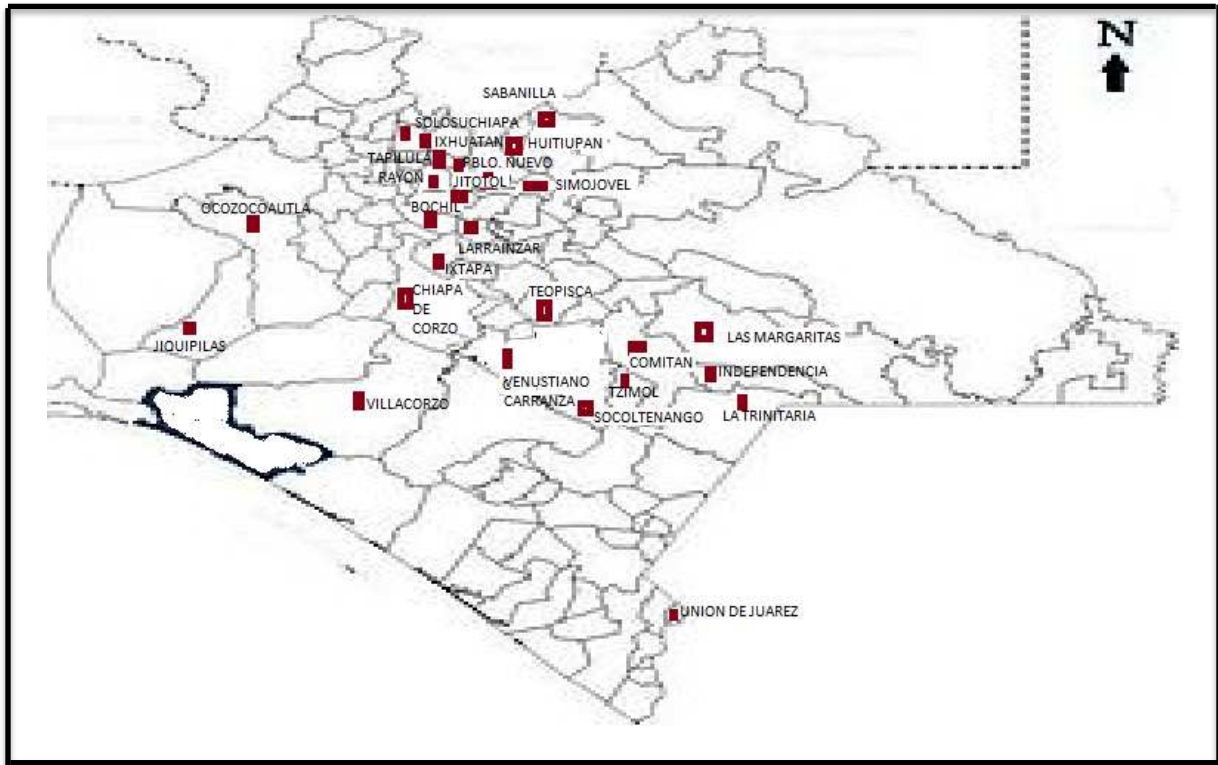 N
SABANILLA
SOLOSUCHIAPA
IXHUATAN
HUITIUPAN
TAPILULA
PBLO. NUEVO
RAYON
JITOTOL
SIMOJOVEL
OCOZOCOAUTLA
BOCHIL
LARRAINZAR
IXTAPA
CHIAPA
DE
CORZO
TEOPISCA
JIQUIPILAS
LAS MARGARITAS
COMITAN
INDEPENDENCIA
VENUSTIANO
CARRANZA
TZIMOL
VILLACORZO
SOCOLTENANGO
LA TRINITARIA
UNION DE JUAREZ